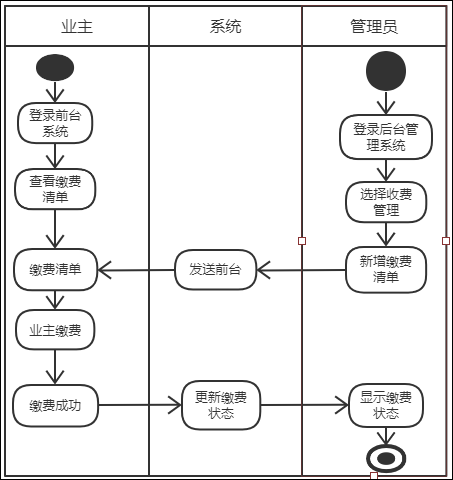 业主
系统
管理员
登录前台
系统
登录后台管
理系统
查看缴费
清单
选择收费
管理
缴费清单
发送前台
新增缴费
清单
业主缴费
缴费成功
更新缴费
状态
显示缴费
状态